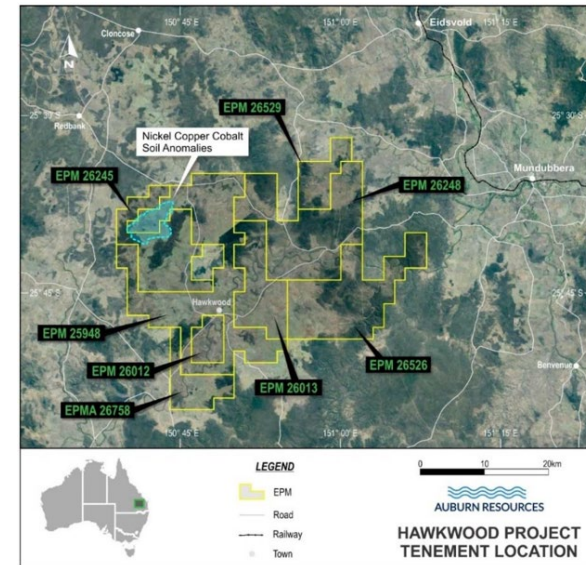 150° 45' E
151° 00' E
151° 15' E
Eidsvold
Cloncose
N
25° 30' S
25° 30' S
Redbank
EPM 26529
Nickel Copper Cobalt
Soil Anomalies
Mundubbera
EPM 26245
EPM 26248
25° 45' S
25° 45' S
Hawkwood
EPM 25948
EPM 26012
EPM 26526
Benvenue
EPM 26013
EPMA 26758
150° 45' E
151° 00' E
151° 15' E
LEGEND
EPM
Road
Railway
Town
0 10 20km
AUBURN RESOURCES
HAWKWOOD PROJECT
TENEMENT LOCATION